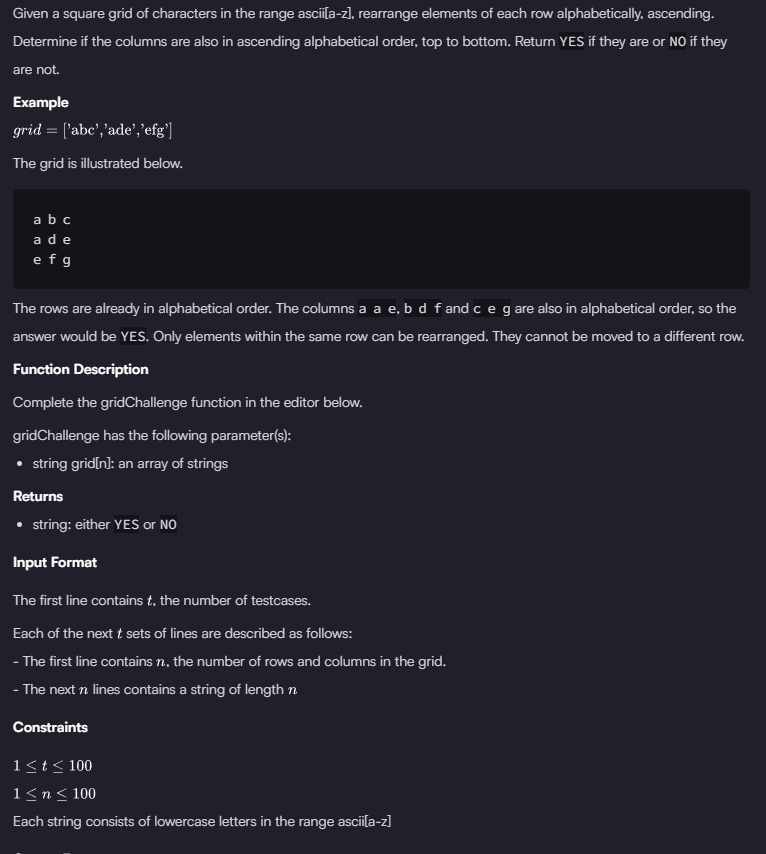 Given a square grid of characters in the range ascii[a-z], rearrange elements of each row alphabetically, ascending.
Determine if the columns are also in ascending alphabetical order, top to bottom. Return YES if they are or NO if they
are not.
Example
grid = ['abc','ade','efg']
The grid is illustrated below.
a b c
a d e
e f g
The rows are already in alphabetical order. The columns a a e, b d f and c e g are also in alphabetical order, so the
answer would be YES. Only elements within the same row can be rearranged. They cannot be moved to a different row.
Function Description
Complete the gridChallenge function in the editor below.
gridChallenge has the following parameter(s):
• string grid[n]: an array of strings
Returns
• string: either YES or NO
Input Format
The first line contains t, the number of testcases.
Each of the next t sets of lines are described as follows:
- The first line contains n, the number of rows and columns in the grid.
- The next n lines contains a string of length n
Constraints
1 ≤ t ≤ 100
1 ≤ n ≤ 100
Each string consists of lowercase letters in the range ascii[a-z]